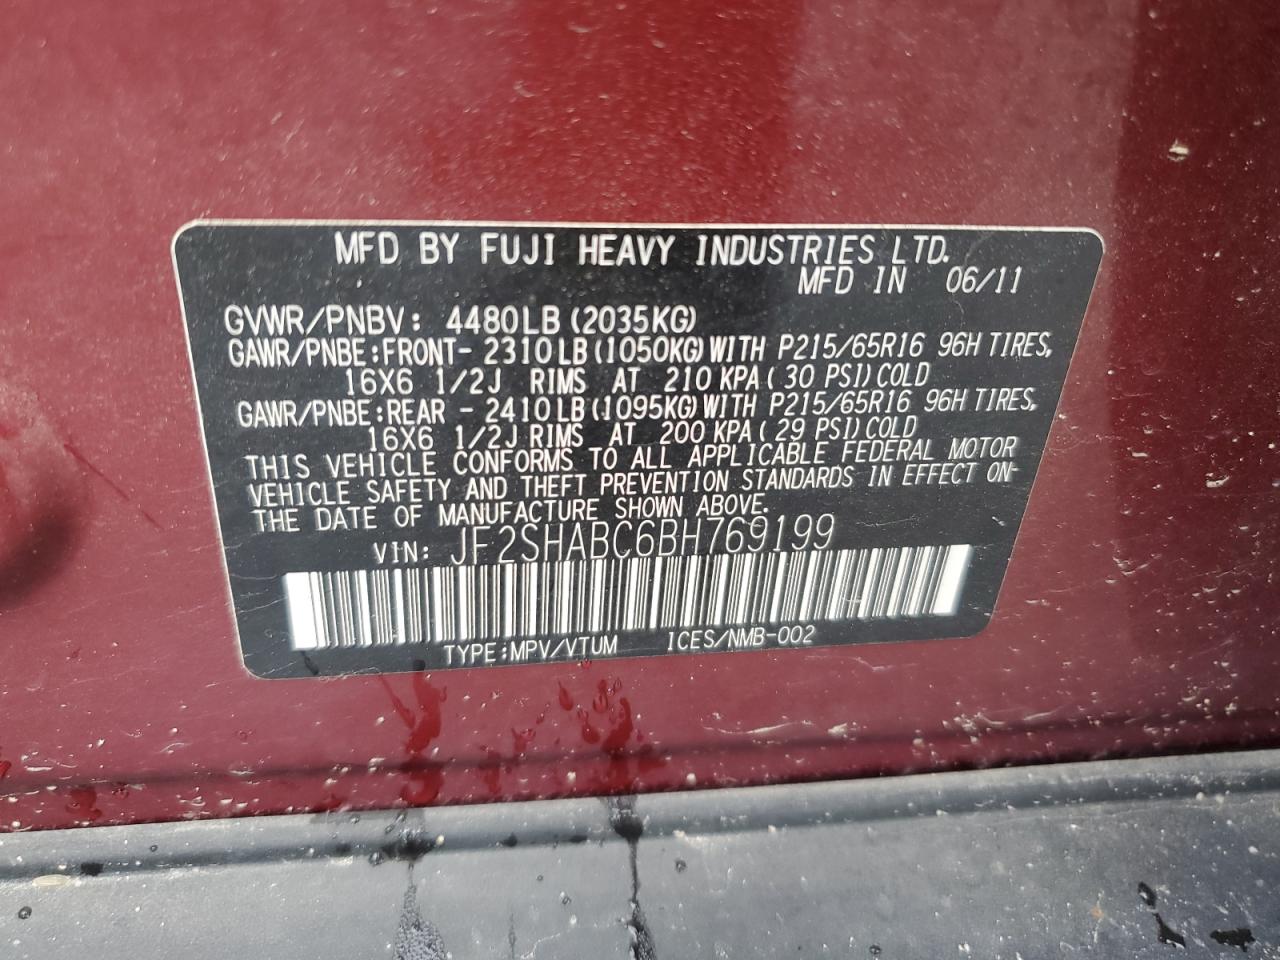 MFD BY FUJI HEAVY INDUSTRIES LTD.
MFD IN 06/11
GVWR/PNBV: 4480LB (2035KG)
GAWR/PNBE:FRONT- 2310LB(1050KG)WITH P215/65R16 96H TIRES,
16X6 1/2J RIMS AT 210 KPA( 30 PSI)COLD
GAWR/PNBE:REAR - 2410LB(1095KG)WITH P215/65R16 96H TIRES,
16X6 1/2J RIMS AT 200 KPA(29 PSI)COLD
THIS VEHICLE CONFORMS TO ALL APPLICABLE FEDERAL MOTOR
VEHICLE SAFETY AND THEFT PREVENTION STANDARDS IN EFFECT ON
THE DATE OF MANUFACTURE SHOWN ABOVE.
VIN: JF2SHABC6BH769199
TYPE:MPV/VTUM ICES/NMB-002